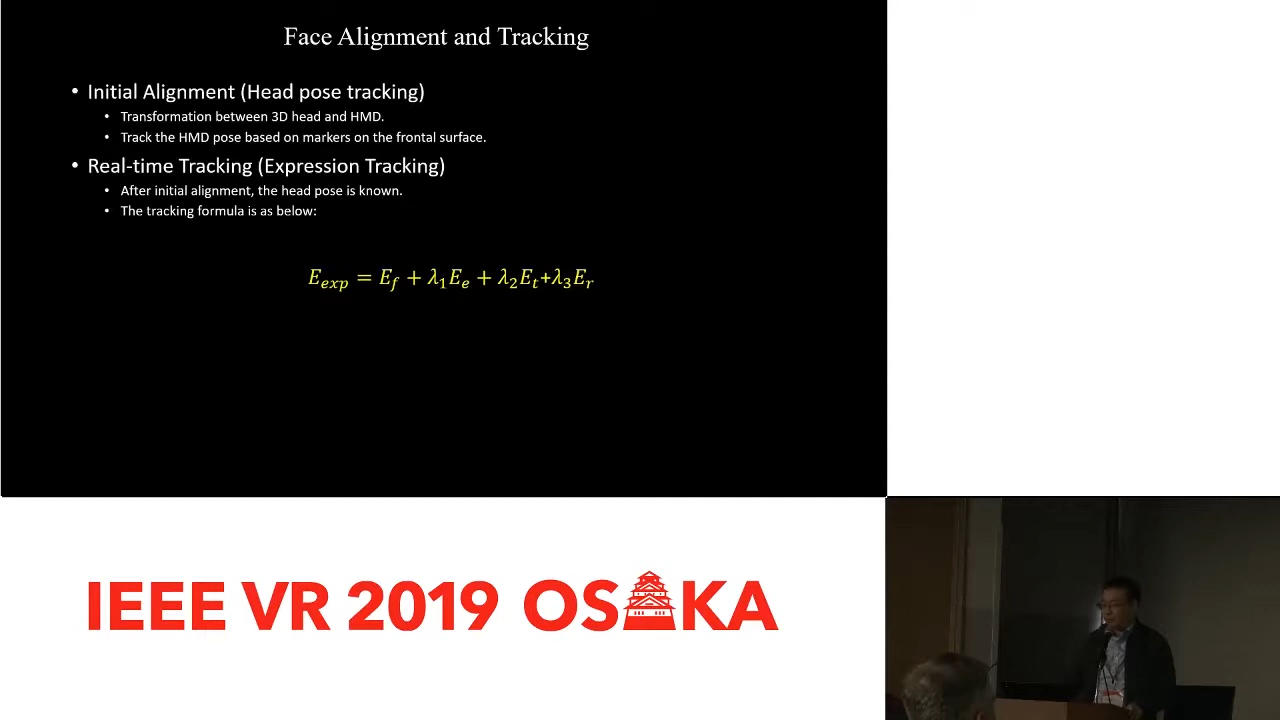 Face Alignment and Tracking
• Initial Alignment (Head pose tracking)
• Transformation between 3D head and HMD.
• Track the HMD pose based on markers on the frontal surface.
• Real-time Tracking (Expression Tracking)
• After initial alignment, the head pose is known.
• The tracking formula is as below:
E_exp = E_f + λ_1E_e + λ_2E_t+λ_3E_r
IEEE VR 2019 OSAKA